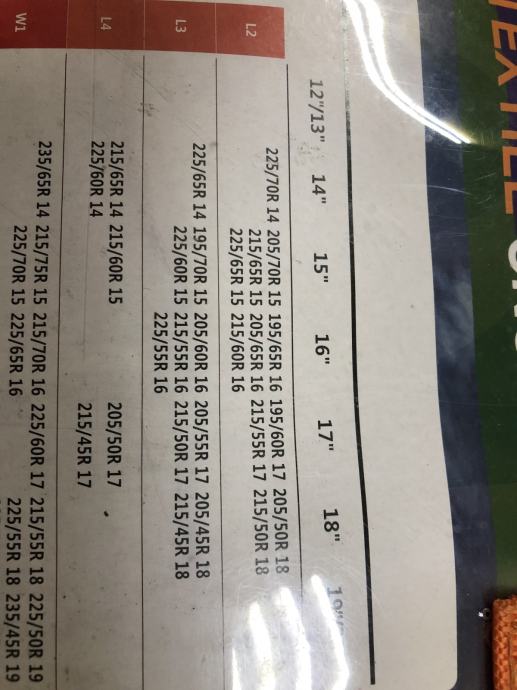 12"/13" 14" 15" 16" 17" 18" 19"
L2 225/70R 14 205/70R 15 195/65R 16 195/60R 17 205/50R 18
215/65R 15 205/65R 16 215/55R 17 215/50R 18
225/65R 15 215/60R 16
L3 225/65R 14 195/70R 15 205/60R 16 205/55R 17 205/45R 18
225/60R 15 215/55R 16 215/50R 17 215/45R 18
225/55R 16
L4 215/65R 14 215/60R 15 205/50R 17
225/60R 14 215/45R 17
W1 235/65R 14 215/75R 15 215/70R 16 225/60R 17 215/55R 18 225/50R 19
225/70R 15 225/65R 16 225/55R 18 235/45R 19